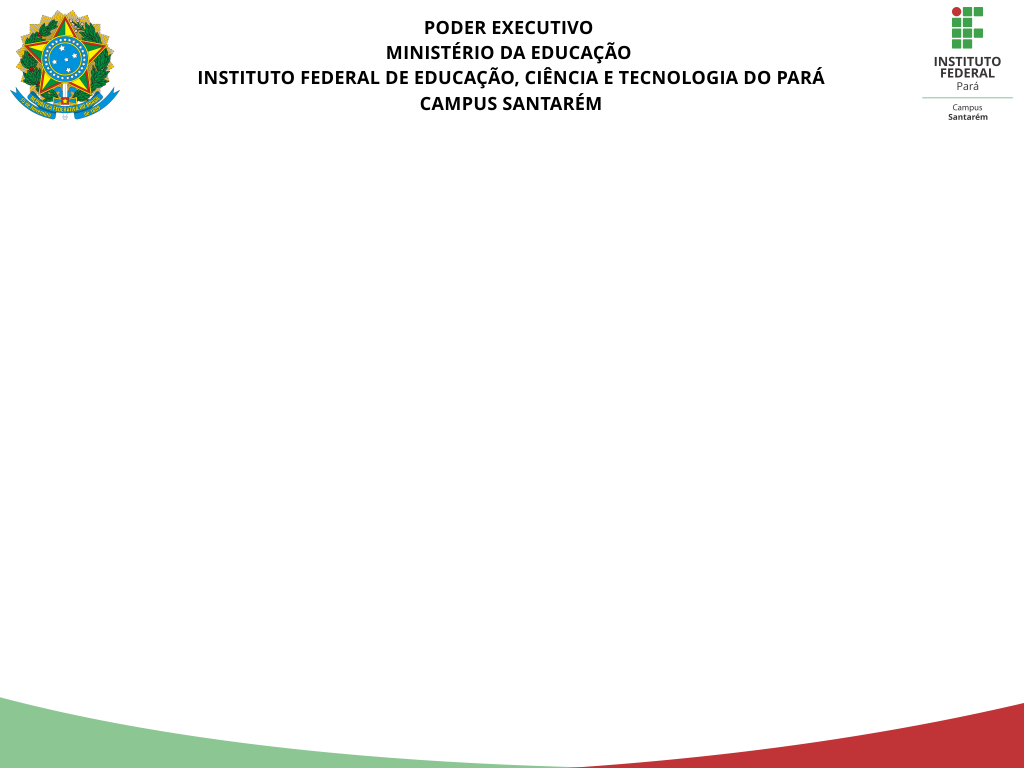 PODER EXECUTIVO
MINISTÉRIO DA EDUCAÇÃO
INSTITUTO FEDERAL DE EDUCAÇÃO, CIÊNCIA E TECNOLOGIA DO PARÁ
CAMPUS SANTARÉM
INSTITUTO
FEDERAL
Pará
Campus
Santarém